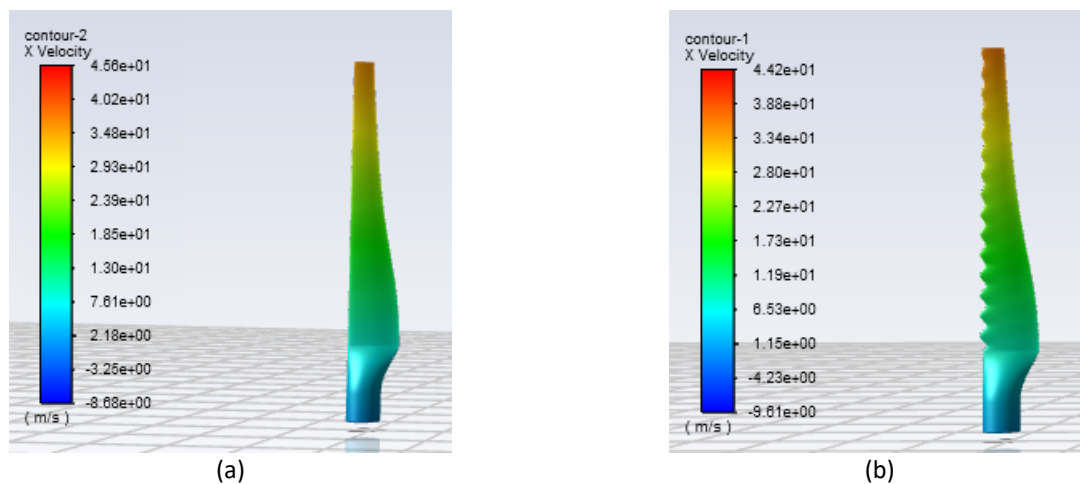 contour-2
X Velocity
4.56e+01
4.02e+01
3.48e+01
2.93e+01
2.39e+01
1.85e+01
1.30e+01
7.61e+00
2.18e+00
-3.25e+00
-8.68e+00
( m/s )
(a)
contour-1
X Velocity
4.42e+01
3.88e+01
3.34e+01
2.80e+01
2.27e+01
1.73e+01
1.19e+01
6.53e+00
1.15e+00
-4.23e+00
-9.61e+00
( m/s )
(b)